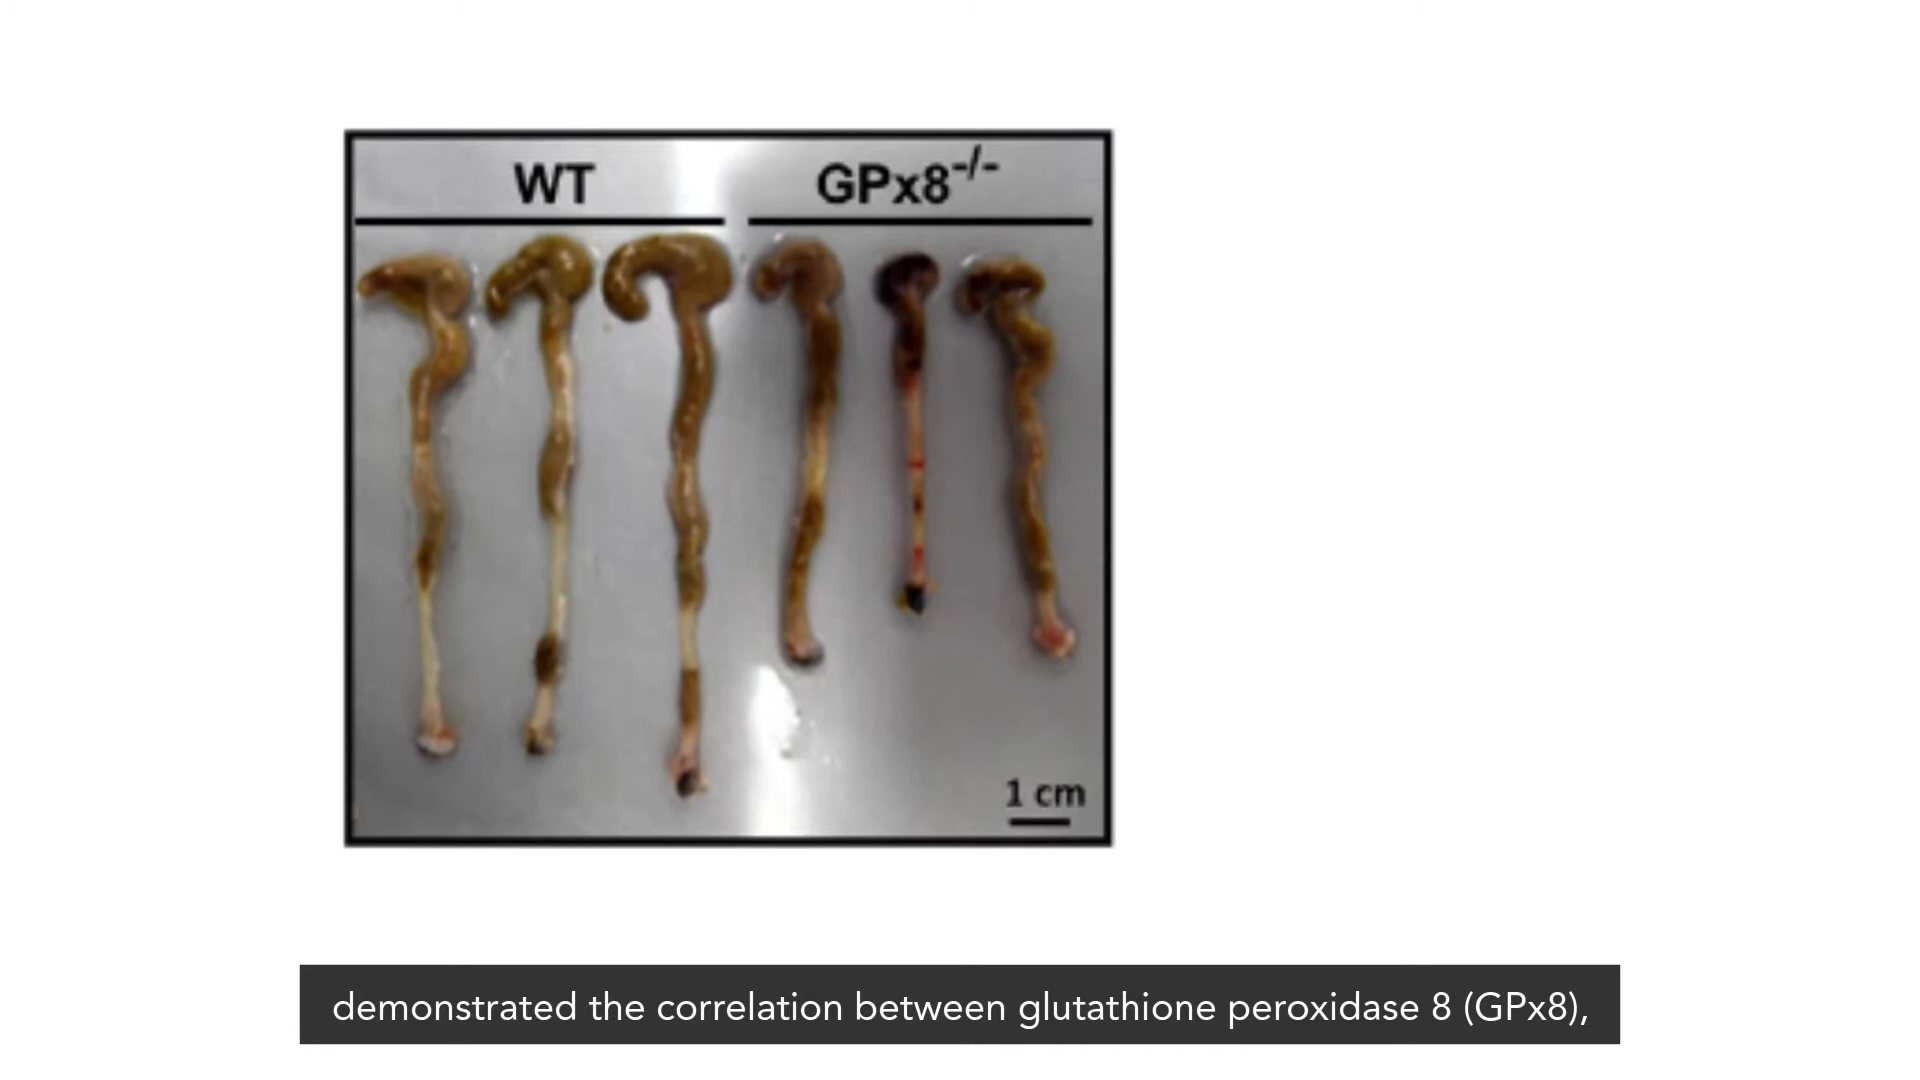 WT GPx8-/-
1 cm
demonstrated the correlation between glutathione peroxidase 8 (GPx8),